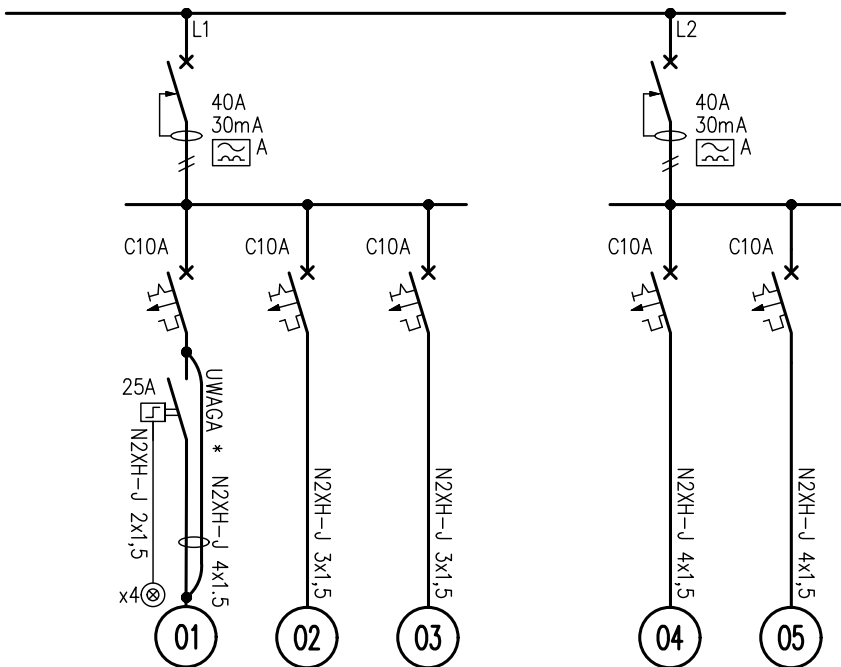 L1
L2
40A
30mA
A
40A
30mA
A
C10A
C10A
C10A
C10A
C10A
25A
UWAGA * N2XH-J 4x1.5
N2XH-J 2x1,5
N2XH-J 3x1,5
N2XH-J 3x1,5
N2XH-J 4x1,5
N2XH-J 4x1,5
x4
01
02
03
04
05